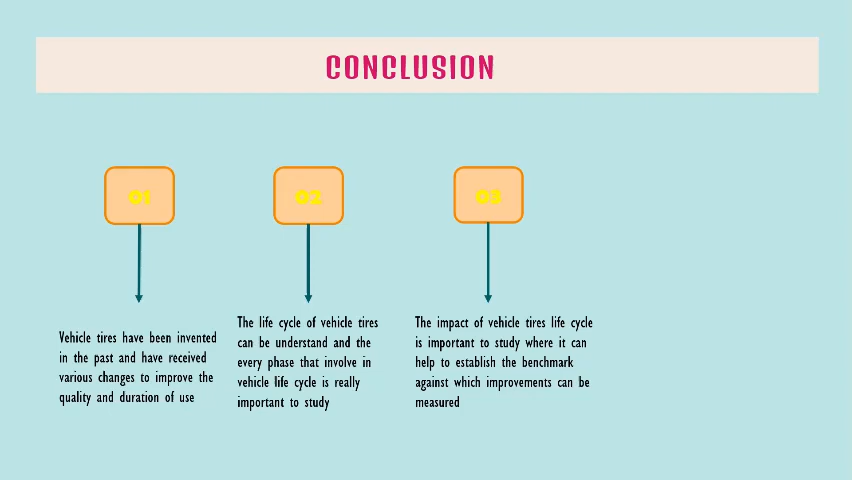 CONCLUSION
01
02
03
Vehicle tires have been invented
in the past and have received
various changes to improve the
quality and duration of use
The life cycle of vehicle tires
can be understand and the
every phase that involve in
vehicle life cycle is really
important to study
The impact of vehicle tires life cycle
is important to study where it can
help to establish the benchmark
against which improvements can be
measured